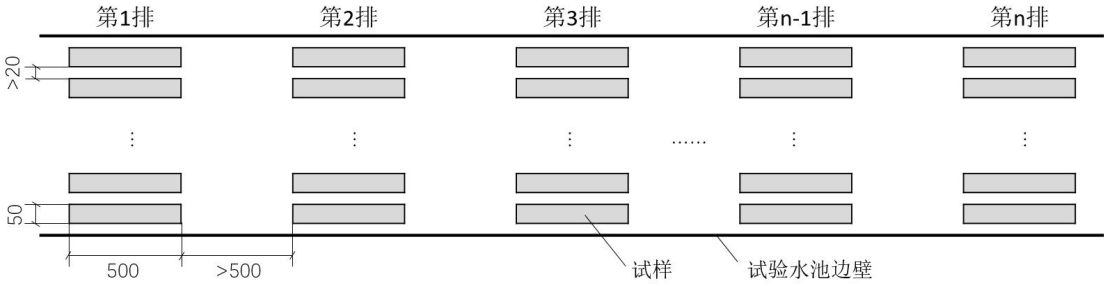 第1排 第2排 第3排 第n-1排 第n排
>20
⋮ ⋮ ⋮ …… ⋮ ⋮
50
500 >500 试样 试验水池边壁